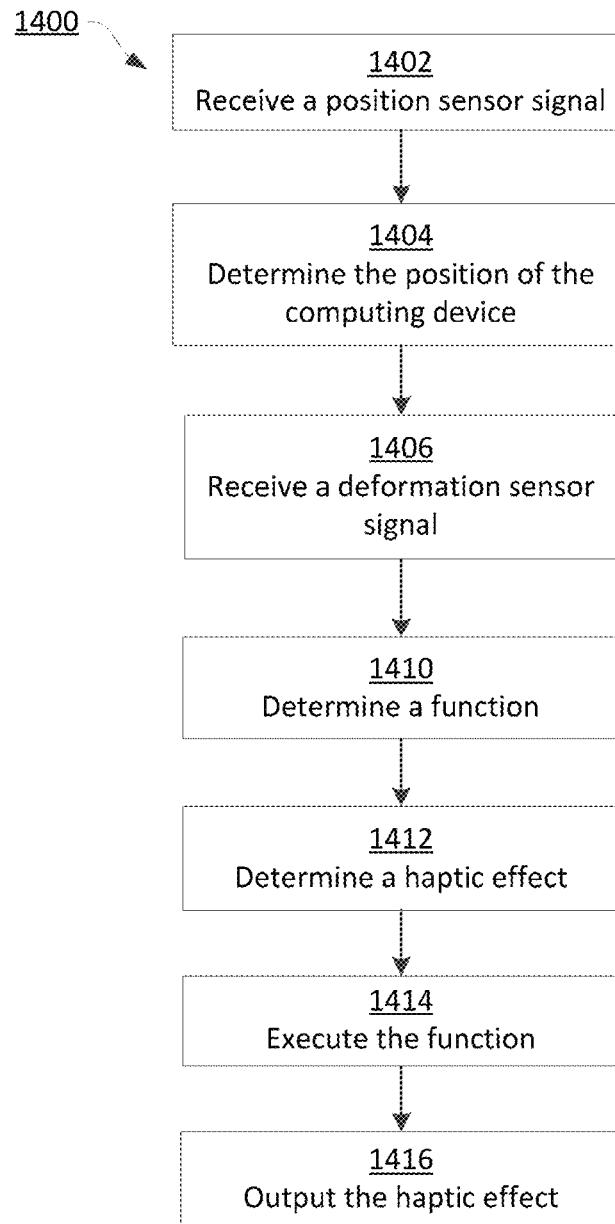 1400
1402
Receive a position sensor signal
1404
Determine the position of the
computing device
1406
Receive a deformation sensor
signal
1410
Determine a function
1412
Determine a haptic effect
1414
Execute the function
1416
Output the haptic effect